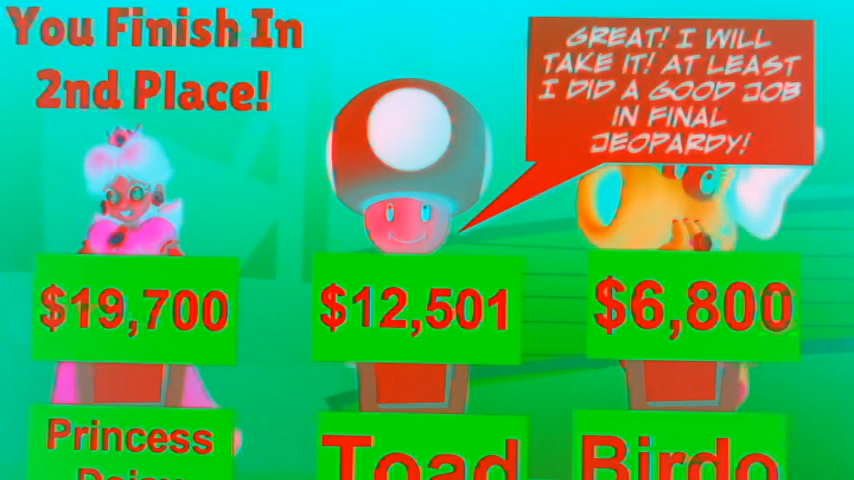 You Finish In
2nd Place!
GREAT! I WILL
TAKE IT! AT LEAST
I DID A GOOD JOB
IN FINAL
JEOPARDY!
$19,700
$12,501
$6,800
Princess
Daisy
Toad
Birdo